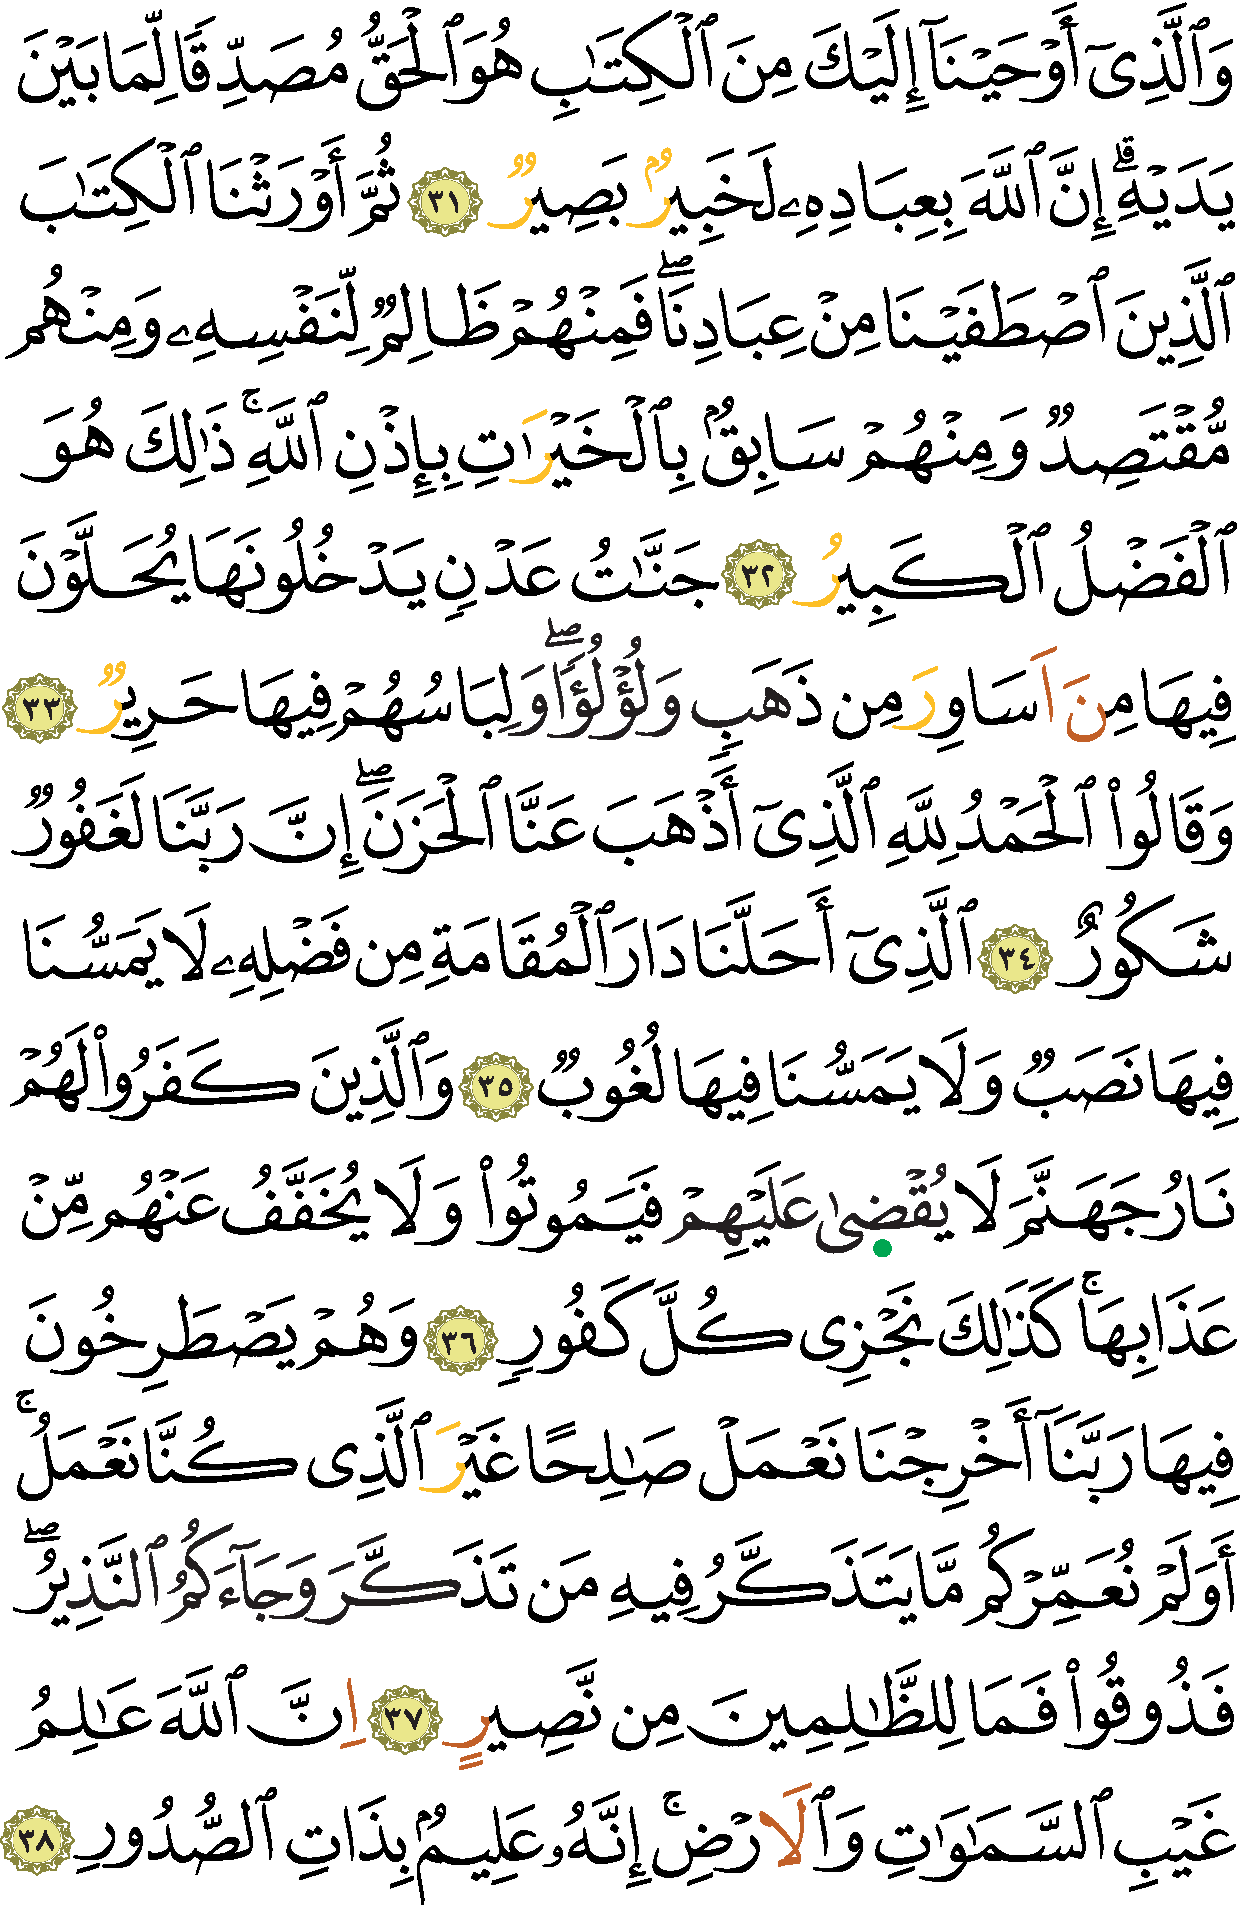 وَٱلَّذِىٓ أَوۡحَيۡنَآ إِلَيۡكَ مِنَ ٱلۡكِتَٰبِ هُوَ ٱلۡحَقُّ مُصَدِّقًا لِّمَا بَيۡنَ
يَدَيۡهِۗ إِنَّ ٱللَّهَ بِعِبَادِهِۦ لَخَبِيرُۢ بَصِيرٞ ٣١ ثُمَّ أَوۡرَثۡنَا ٱلۡكِتَٰبَ
ٱلَّذِينَ ٱصۡطَفَيۡنَا مِنۡ عِبَادِنَاۖ فَمِنۡهُمۡ ظَالِمٞ لِّنَفۡسِهِۦ وَمِنۡهُم
مُّقۡتَصِدٞ وَمِنۡهُمۡ سَابِقُۢ بِٱلۡخَيۡرَٰتِ بِإِذۡنِ ٱللَّهِۚ ذَٰلِكَ هُوَ
ٱلۡفَضۡلُ ٱلۡكَبِيرُ ٣٢ جَنَّٰتُ عَدۡنٖ يَدۡخُلُونَهَا يُحَلَّوۡنَ
فِيهَا مِنَ اَسَاوِرَ مِن ذَهَبٖ وَلُؤۡلُؤٗاۖ وَلِبَاسُهُمۡ فِيهَا حَرِيرٞ ٣٣
وَقَالُواْ ٱلۡحَمۡدُ لِلَّهِ ٱلَّذِىٓ أَذۡهَبَ عَنَّا ٱلۡحَزَنَۖ إِنَّ رَبَّنَا لَغَفُورٞ
شَكُورٌ ٣٤ ٱلَّذِىٓ أَحَلَّنَا دَارَ ٱلۡمُقَامَةِ مِن فَضۡلِهِۦ لَا يَمَسُّنَا
فِيهَا نَصَبٞ وَلَا يَمَسُّنَا فِيهَا لُغُوبٞ ٣٥ وَٱلَّذِينَ كَفَرُواْ لَهُمۡ
نَارُ جَهَنَّمَ لَا يُقۡضِىٰ عَلَيۡهِمۡ فَيَمُوتُواْ وَلَا يُخَفَّفُ عَنۡهُم مِّنۡ
عَذَابِهَاۚ كَذَٰلِكَ نَجۡزِى كُلَّ كَفُورٖ ٣٦ وَهُمۡ يَصۡطَرِخُونَ
فِيهَا رَبَّنَآ أَخۡرِجۡنَا نَعۡمَلۡ صَٰلِحًا غَيۡرَ ٱلَّذِى كُنَّا نَعۡمَلُۚ
أَوَلَمۡ نُعَمِّرۡكُم مَّا يَتَذَكَّرُ فِيهِ مَن تَذَكَّرَ وَجَآءَكُمُ ٱلنَّذِيرُۖ
فَذُوقُواْ فَمَا لِلظَّٰلِمِينَ مِن نَّصِيرٍ ٣٧ اِنَّ ٱللَّهَ عَٰلِمُ
غَيۡبِ ٱلسَّمَٰوَٰتِ وَٱلَارۡضِۚ إِنَّهُۥ عَلِيمُۢ بِذَاتِ ٱلصُّدُورِ ٣٨